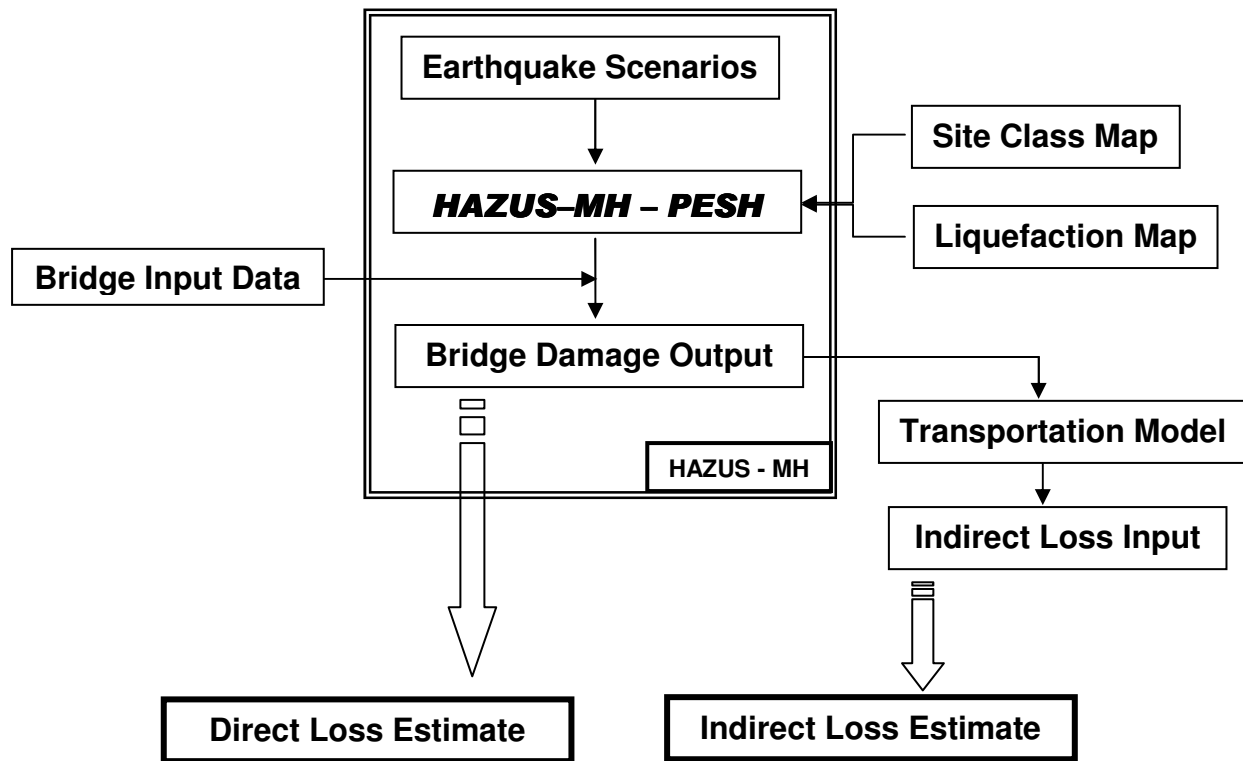 Earthquake Scenarios
Site Class Map
HAZUS–MH – PESH
Liquefaction Map
Bridge Input Data
Bridge Damage Output
Transportation Model
HAZUS - MH
Indirect Loss Input
Direct Loss Estimate
Indirect Loss Estimate